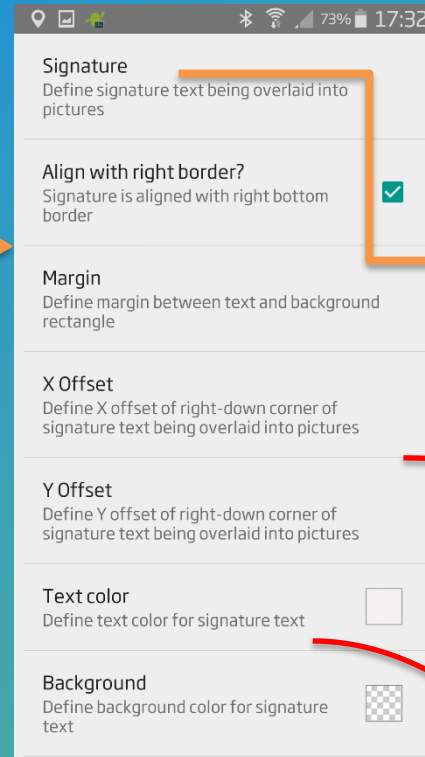 73% 17:32
Signature
Define signature text being overlaid into
pictures
Align with right border?
Signature is aligned with right bottom
border
Margin
Define margin between text and background
rectangle
X Offset
Define X offset of right-down corner of
signature text being overlaid into pictures
Y Offset
Define Y offset of right-down corner of
signature text being overlaid into pictures
Text color
Define text color for signature text
Background
Define background color for signature
text